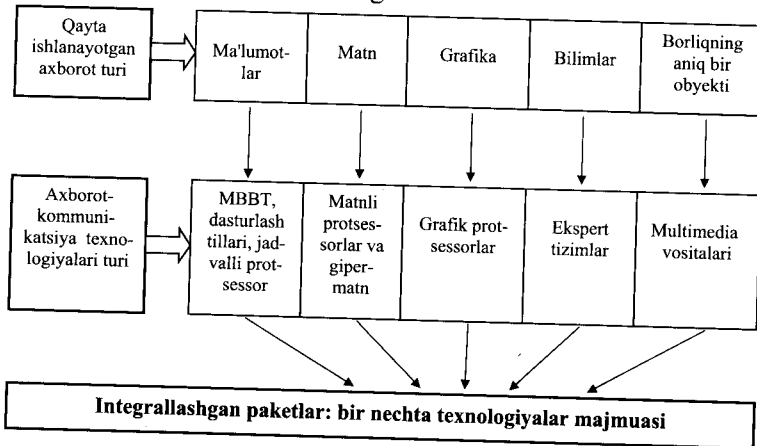 Qayta
ishlanayotgan
axborot turi
Ma'lumot-
lar
Matn
Grafika
Bilimlar
Borliqning
aniq bir
obyekti
Axborot-
kommuni-
katsiya texno-
logiyalari turi
MBBT,
dasturlash
tillari, jad-
valli prot-
sessor
Matnli
protses-
sorlar va
giper-
matn
Grafik prot-
sessorlar
Ekspert
tizimlar
Multimedia
vositalari
Integrallashgan paketlar: bir nechta texnologiyalar majmuasi